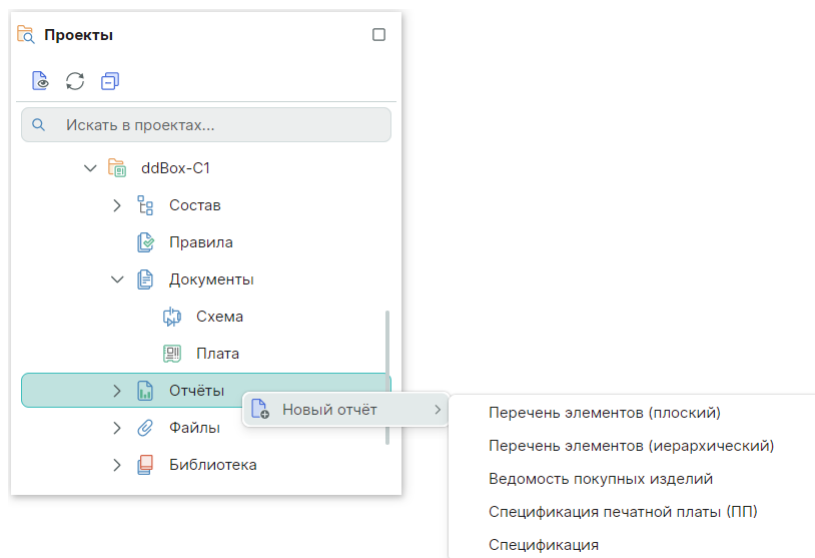 Проекты
Искать в проектах...
ddBox-C1
Состав
Правила
Документы
Схема
Плата
Отчёты
Новый отчёт
Файлы
Библиотека
Перечень элементов (плоский)
Перечень элементов (иерархический)
Ведомость покупных изделий
Спецификация печатной платы (ПП)
Спецификация